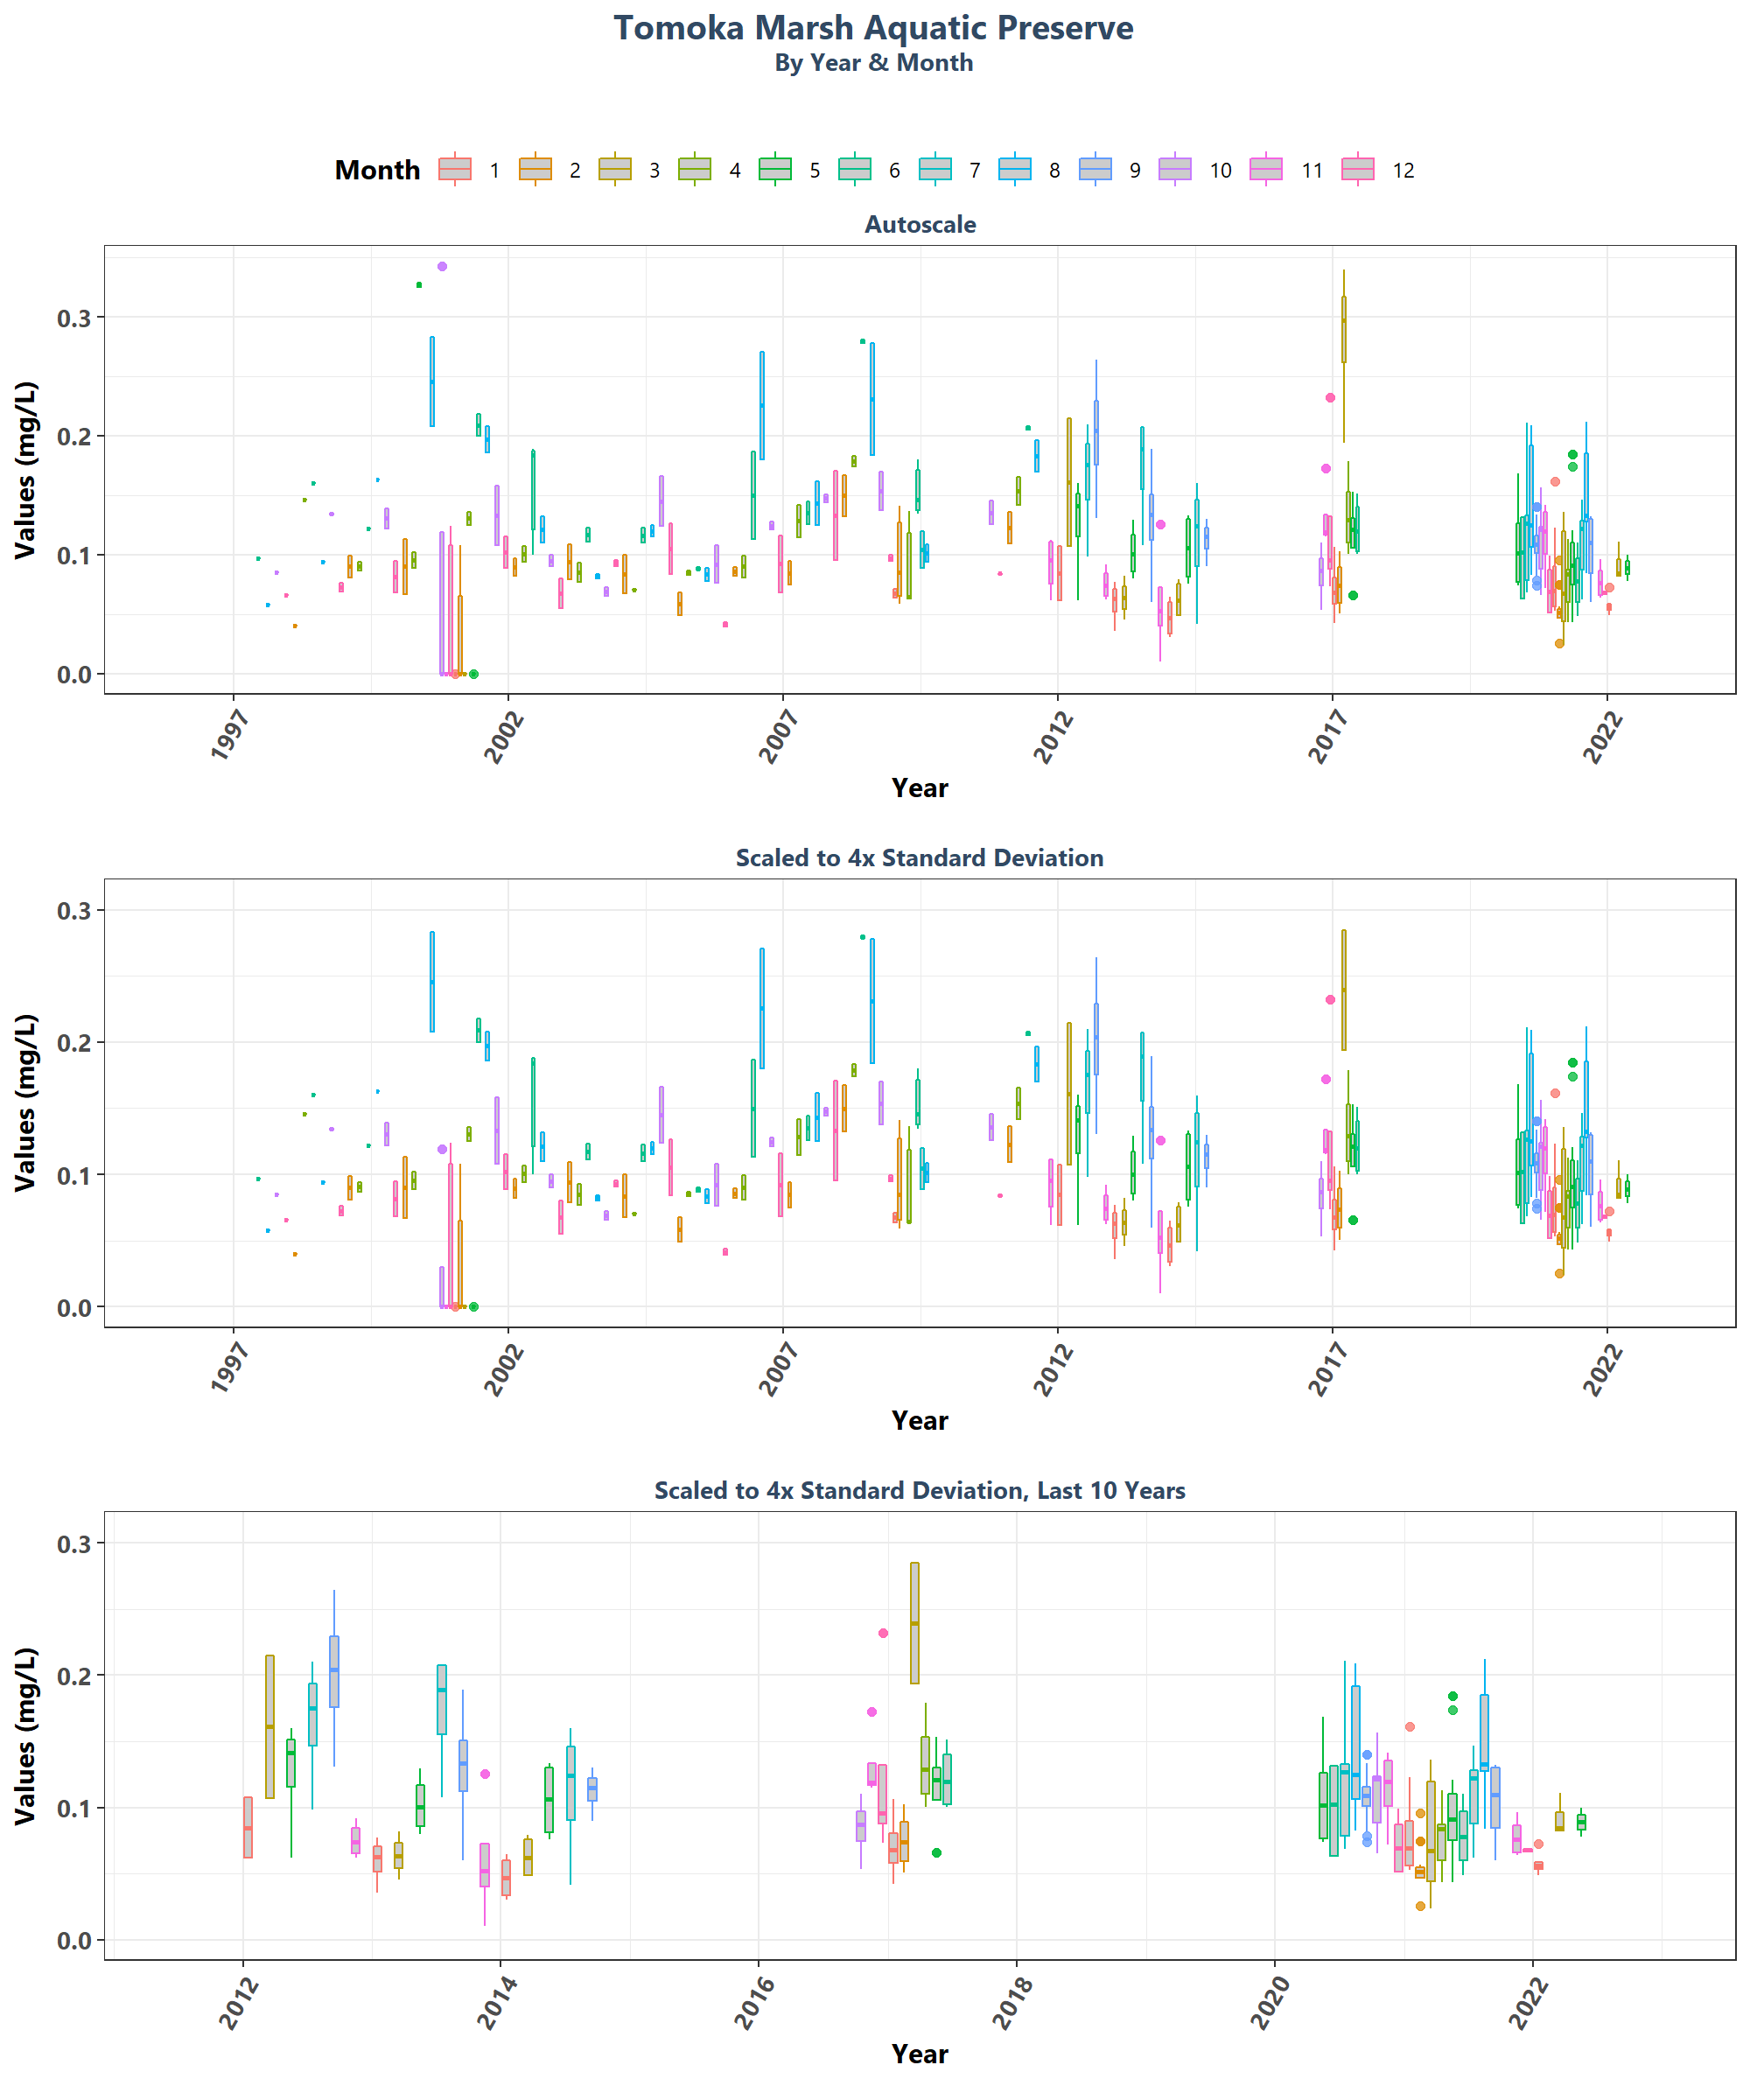 Tomoka Marsh Aquatic Preserve
By Year & Month
Month 1 2 3 4 5 6 7 8 9 10 11 12
Autoscale
Values (mg/L)
0.3
0.2
0.1
0.0
1997 2002 2007 2012 2017 2022
Year
Scaled to 4x Standard Deviation
Values (mg/L)
0.3
0.2
0.1
0.0
1997 2002 2007 2012 2017 2022
Year
Scaled to 4x Standard Deviation, Last 10 Years
Values (mg/L)
0.3
0.2
0.1
0.0
2012 2014 2016 2018 2020 2022
Year